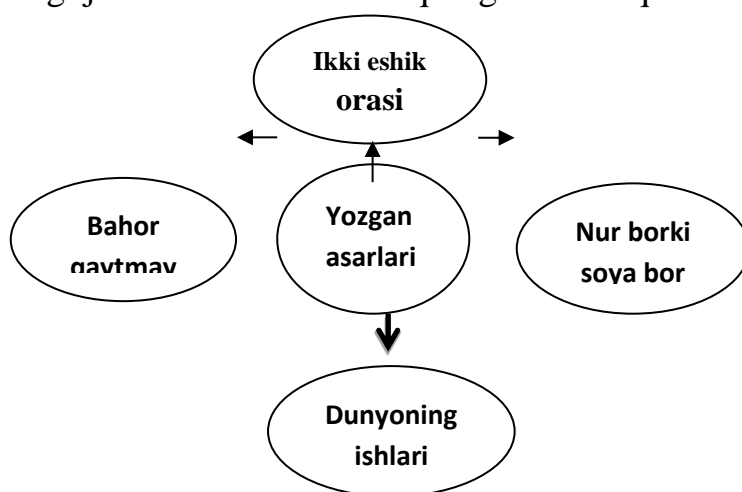 Ikki eshik
orasi
Yozgan
asarlari
Bahor
qaytmay
Nur borki
soya bor
Dunyoning
ishlari